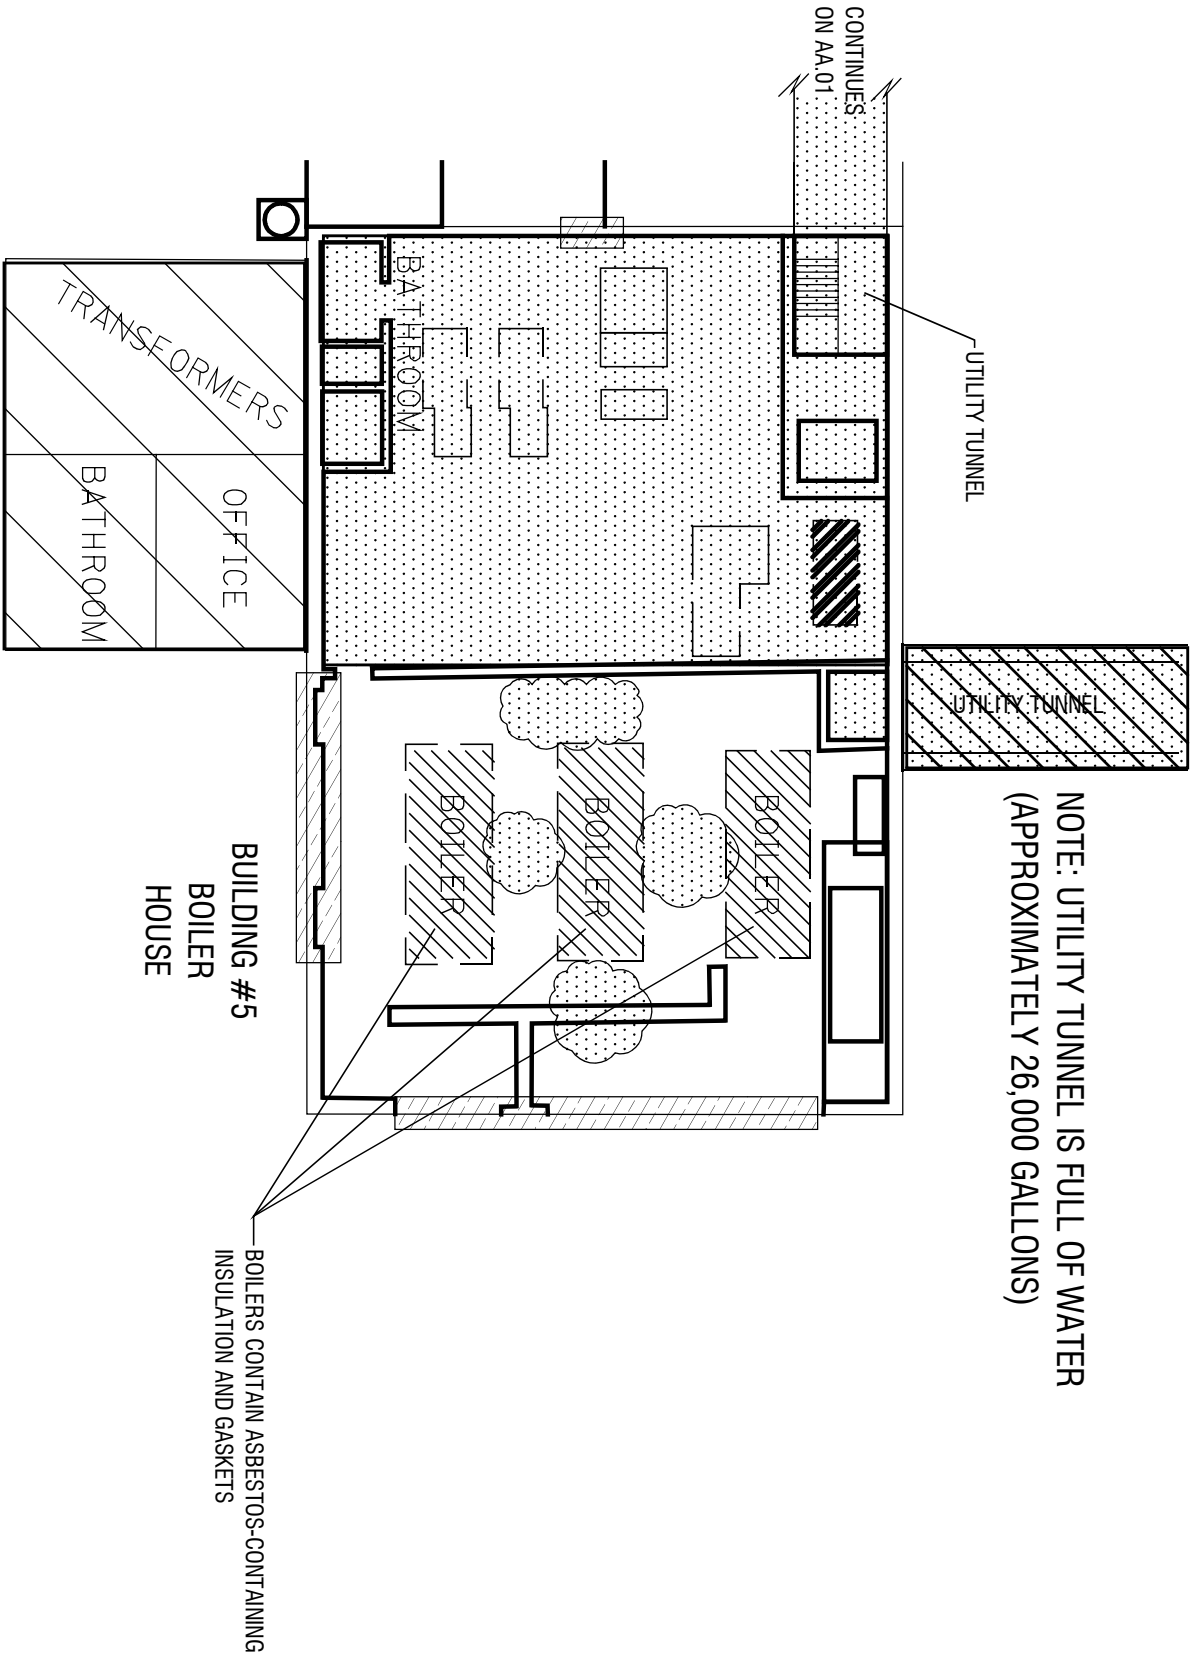 CONTINUES
ON AA.01
UTILITY TUNNEL
UTILITY TUNNEL
NOTE: UTILITY TUNNEL IS FULL OF WATER
(APPROXIMATELY 26,000 GALLONS)
BATHROOM
TRANSFORMERS
OFFICE
BATHROOM
BOILER
BOILER
BOILER
BUILDING #5
BOILER
HOUSE
BOILERS CONTAIN ASBESTOS-CONTAINING
INSULATION AND GASKETS